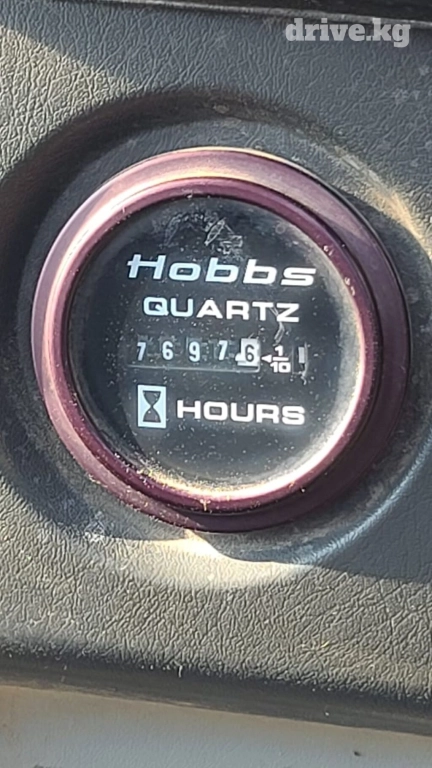 drive.kg
Hobbs
QUARTZ
76976 1/10
HOURS